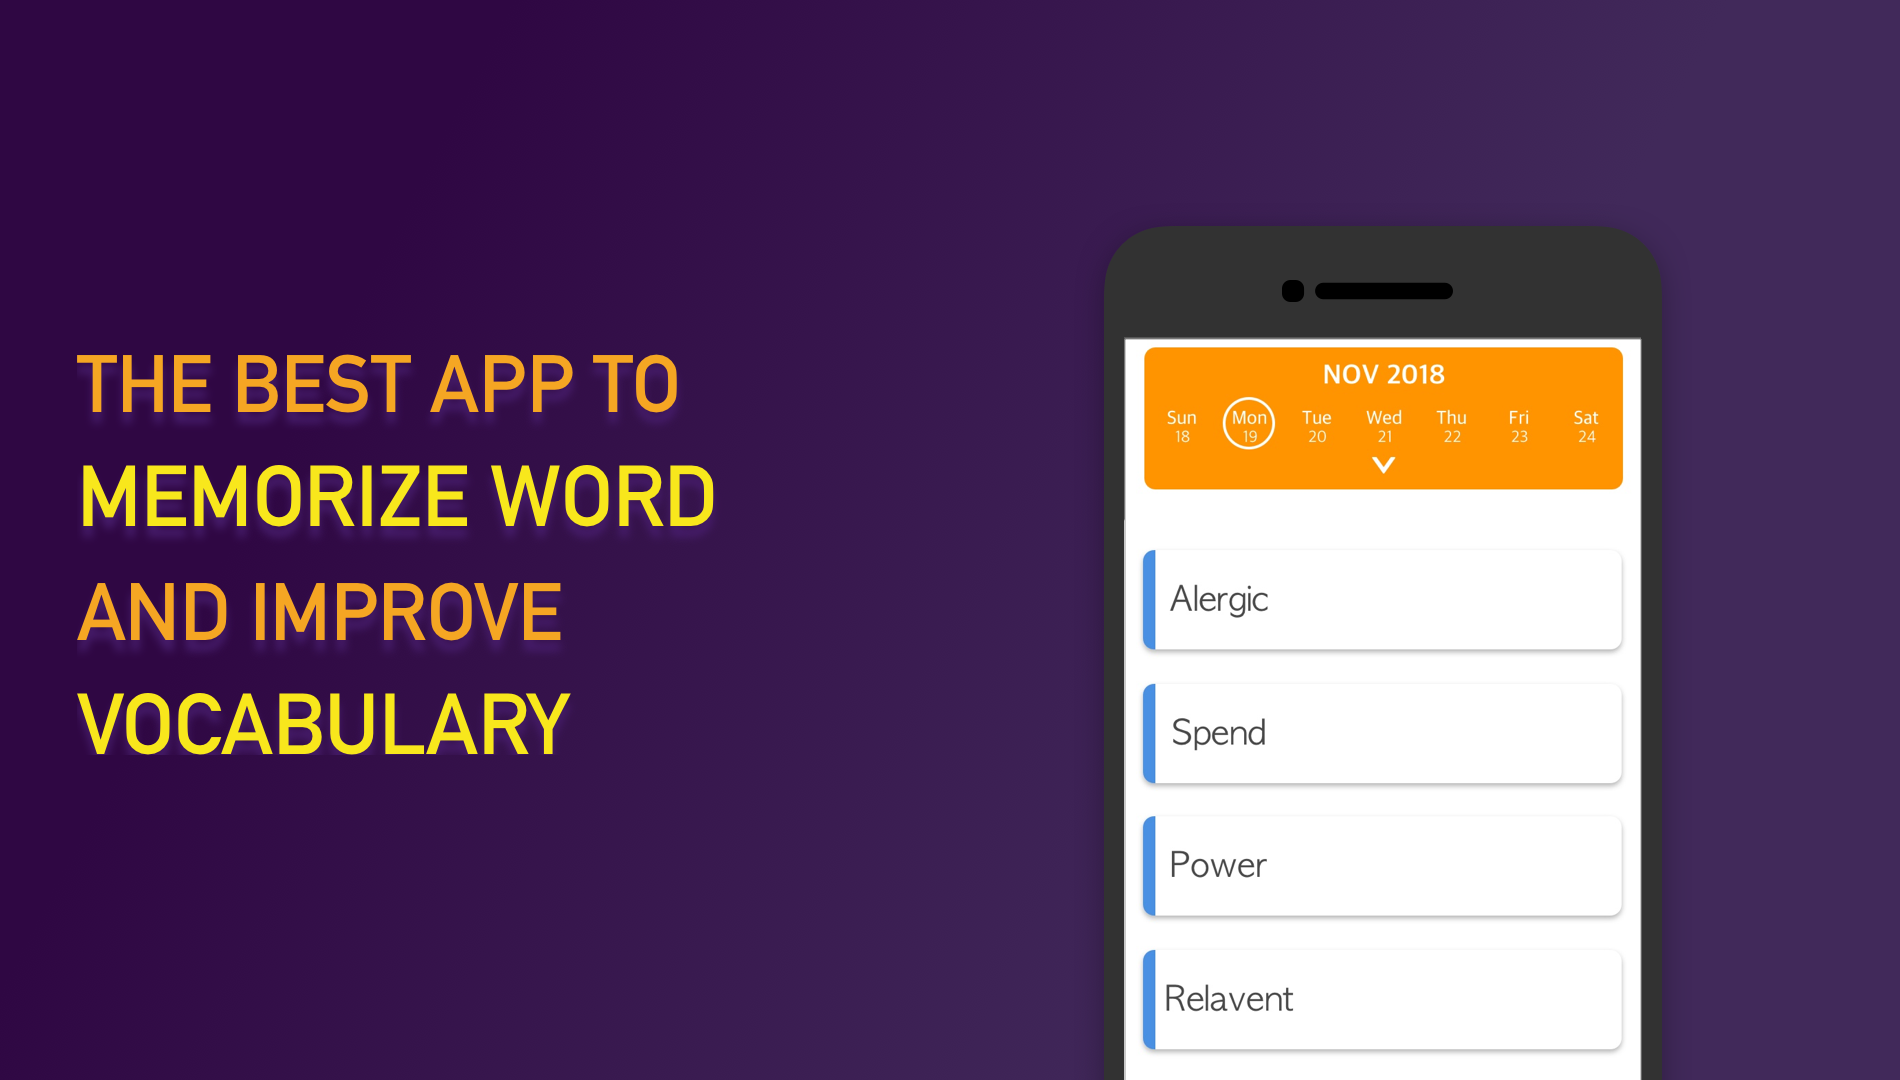 THE BEST APP TO
MEMORIZE WORD
AND IMPROVE
VOCABULARY
NOV 2018
Sun Mon Tue Wed Thu Fri Sat
18 19 20 21 22 23 24
Alergic
Spend
Power
Relavent